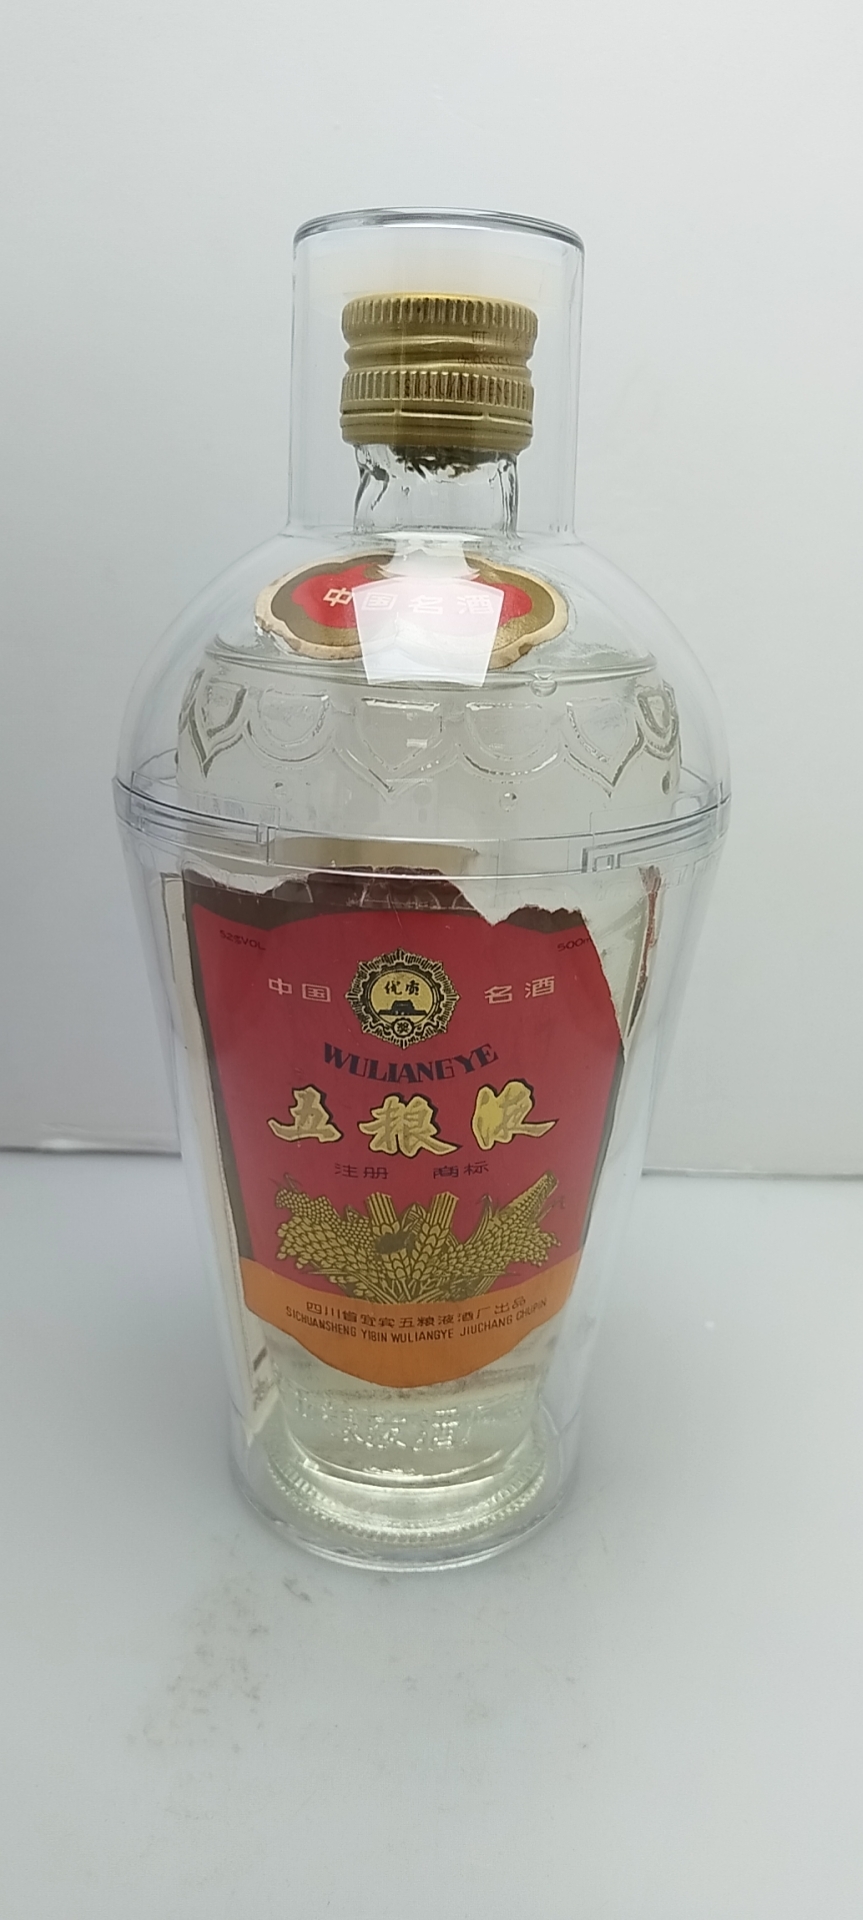 中国名酒
52%VOL
500m
中国 名酒
优质
奖
WULIANGYE
五粮液
注册 商标
四川省宜宾五粮液酒厂出品
SICHUANSHENG YIBIN WULIANGYE JIUCHANG CHUPIN
粮液酒厂